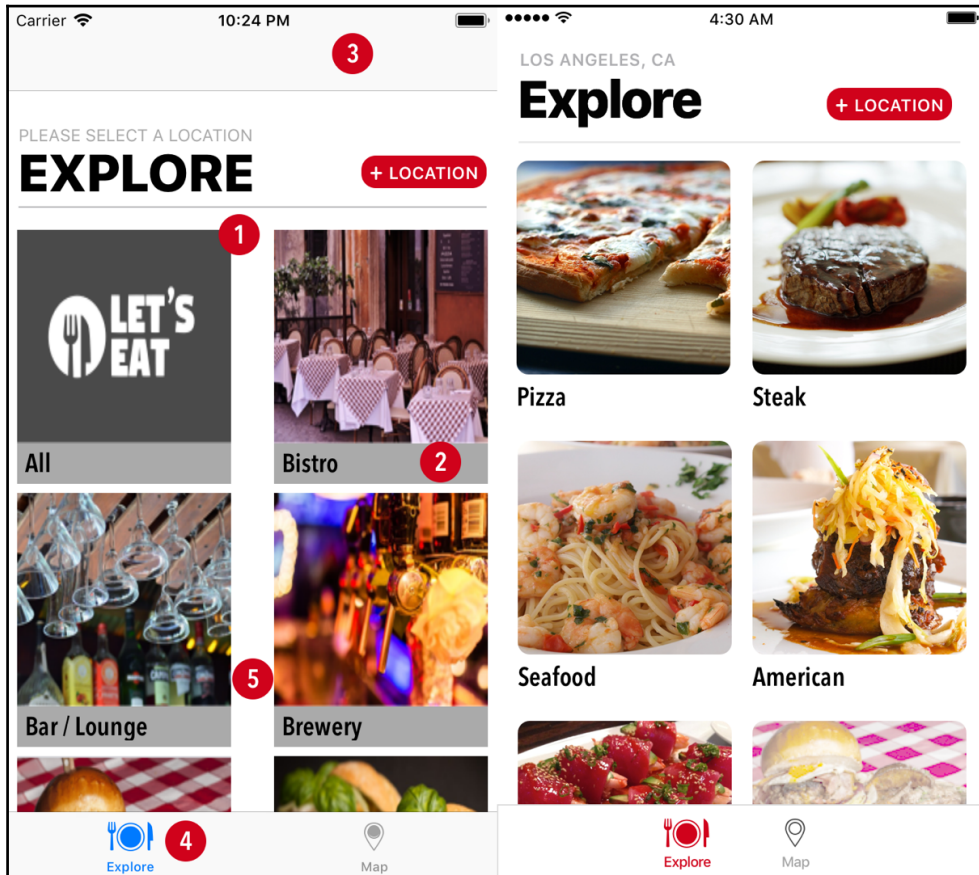 Carrier
10:24 PM
3
PLEASE SELECT A LOCATION
EXPLORE
+ LOCATION
1
LET'S
EAT
All
Bistro
2
5
Bar / Lounge
Brewery
Explore
4
Map
4:30 AM
LOS ANGELES, CA
Explore
+ LOCATION
Pizza
Steak
Seafood
American
Explore
Map